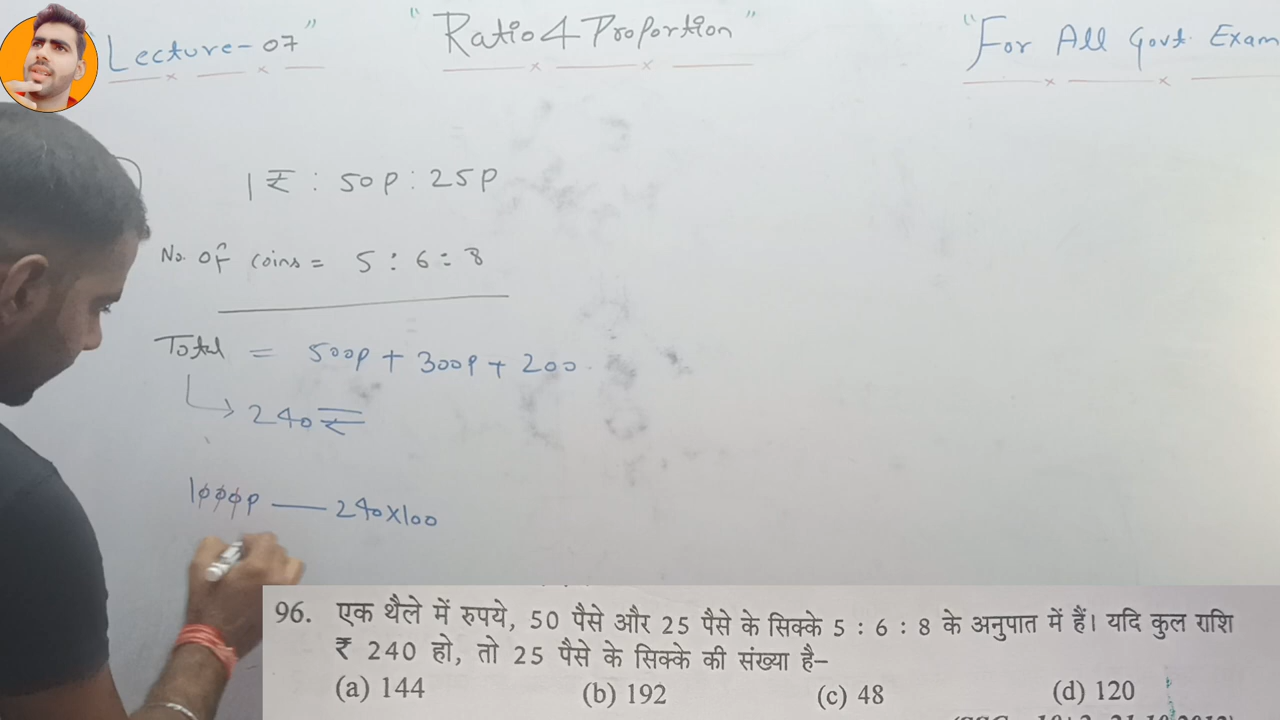 "Lecture-07"
"Ratio & Proportion"
"For All Govt. Exam
1₹ : 50P : 25P
No. of coins = 5 : 6 : 8
Total = 500P + 300P + 200
240₹
1000P — 240×100
96. एक थैले में रुपये, 50 पैसे और 25 पैसे के सिक्के 5 : 6 : 8 के अनुपात में हैं। यदि कुल राशि
₹ 240 हो, तो 25 पैसे के सिक्के की संख्या है–
(a) 144 (b) 192 (c) 48 (d) 120